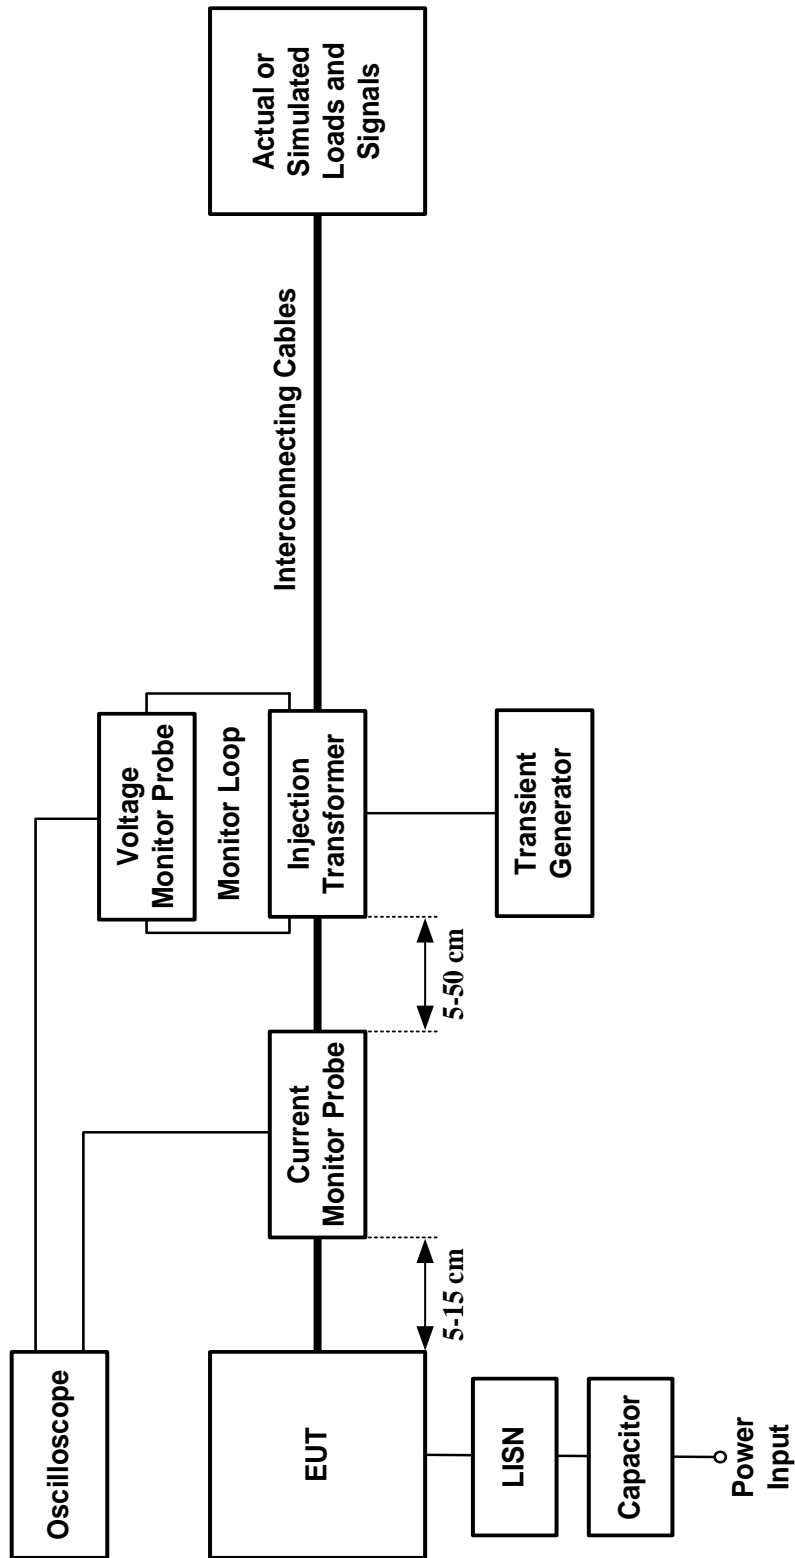 Oscilloscope
EUT
LISN
Capacitor
Power
Input
5-15 cm
Current
Monitor Probe
5-50 cm
Voltage
Monitor Probe
Monitor Loop
Injection
Transformer
Transient
Generator
Interconnecting Cables
Actual or
Simulated
Loads and
Signals